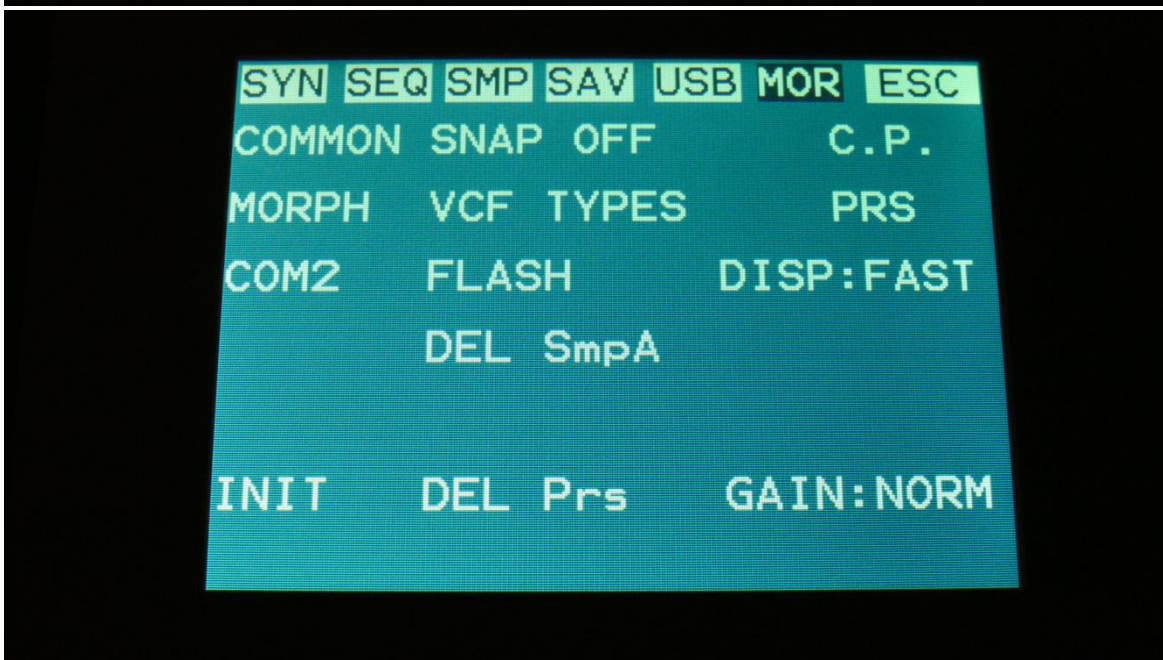 SYN SEQ SMP SAV USB MOR ESC
COMMON SNAP OFF C.P.
MORPH VCF TYPES PRS
COM2 FLASH DISP:FAST
DEL SmpA
INIT DEL Prs GAIN:NORM